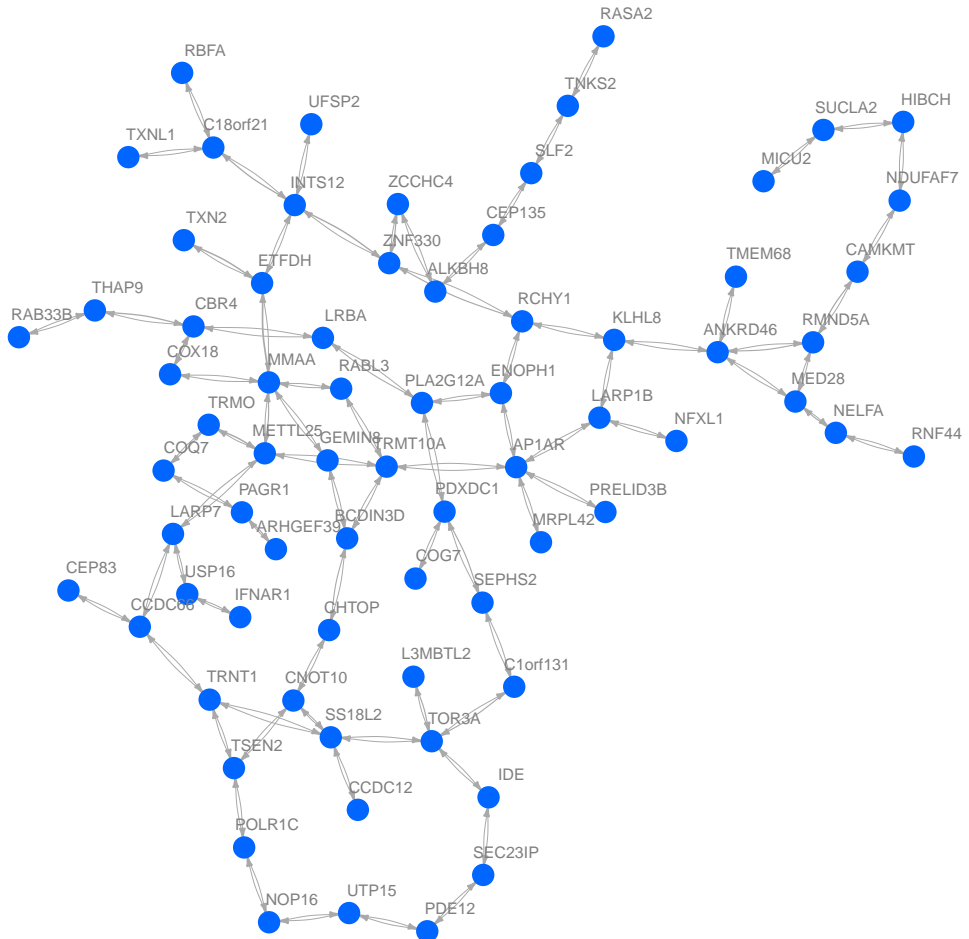 RASA2
RBFA
TNKS2
UFSP2
SUCLA2
HIBCH
TXNL1
C18orf21
SLF2
MICU2
INTS12
ZCCHC4
NDUFAF7
CEP135
TXN2
ZNF330
TMEM68
CAMKMT
ETFDH
ALKBH8
THAP9
RCHY1
RAB33B
CBR4
LRBA
KLHL8
ANKRD46
RMND5A
COX18
MMAA
RABL3
PLA2G12A
ENOPH1
LARP1B
MED28
TRMO
METTL25
GEMIN8
TRMT10A
AP1AR
NFXL1
NELFA
RNF44
COQ7
PAGR1
PDXDC1
PRELID3B
LARP7
ARHGEF39
BCDIN3D
MRPL42
COG7
CEP83
USP16
SEPHS2
CCDC66
IFNAR1
CHTOP
L3MBTL2
C1orf131
TRNT1
CNOT10
SS18L2
TOR3A
TSEN2
CCDC12
IDE
POLR1C
SEC23IP
NOP16
UTP15
PDE12